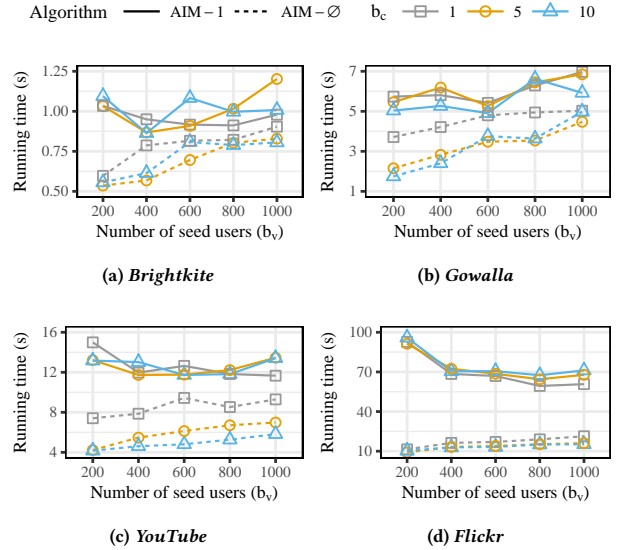 Algorithm AIM – 1 AIM – ∅ b_c 1 5 10
Running time (s)
1.25
1.00
0.75
0.50
200 400 600 800 1000
Number of seed users (b_v)
(a) Brightkite
Running time (s)
7
5
3
1
200 400 600 800 1000
Number of seed users (b_v)
(b) Gowalla
Running time (s)
16
12
8
4
200 400 600 800 1000
Number of seed users (b_v)
(c) YouTube
Running time (s)
100
70
40
10
200 400 600 800 1000
Number of seed users (b_v)
(d) Flickr